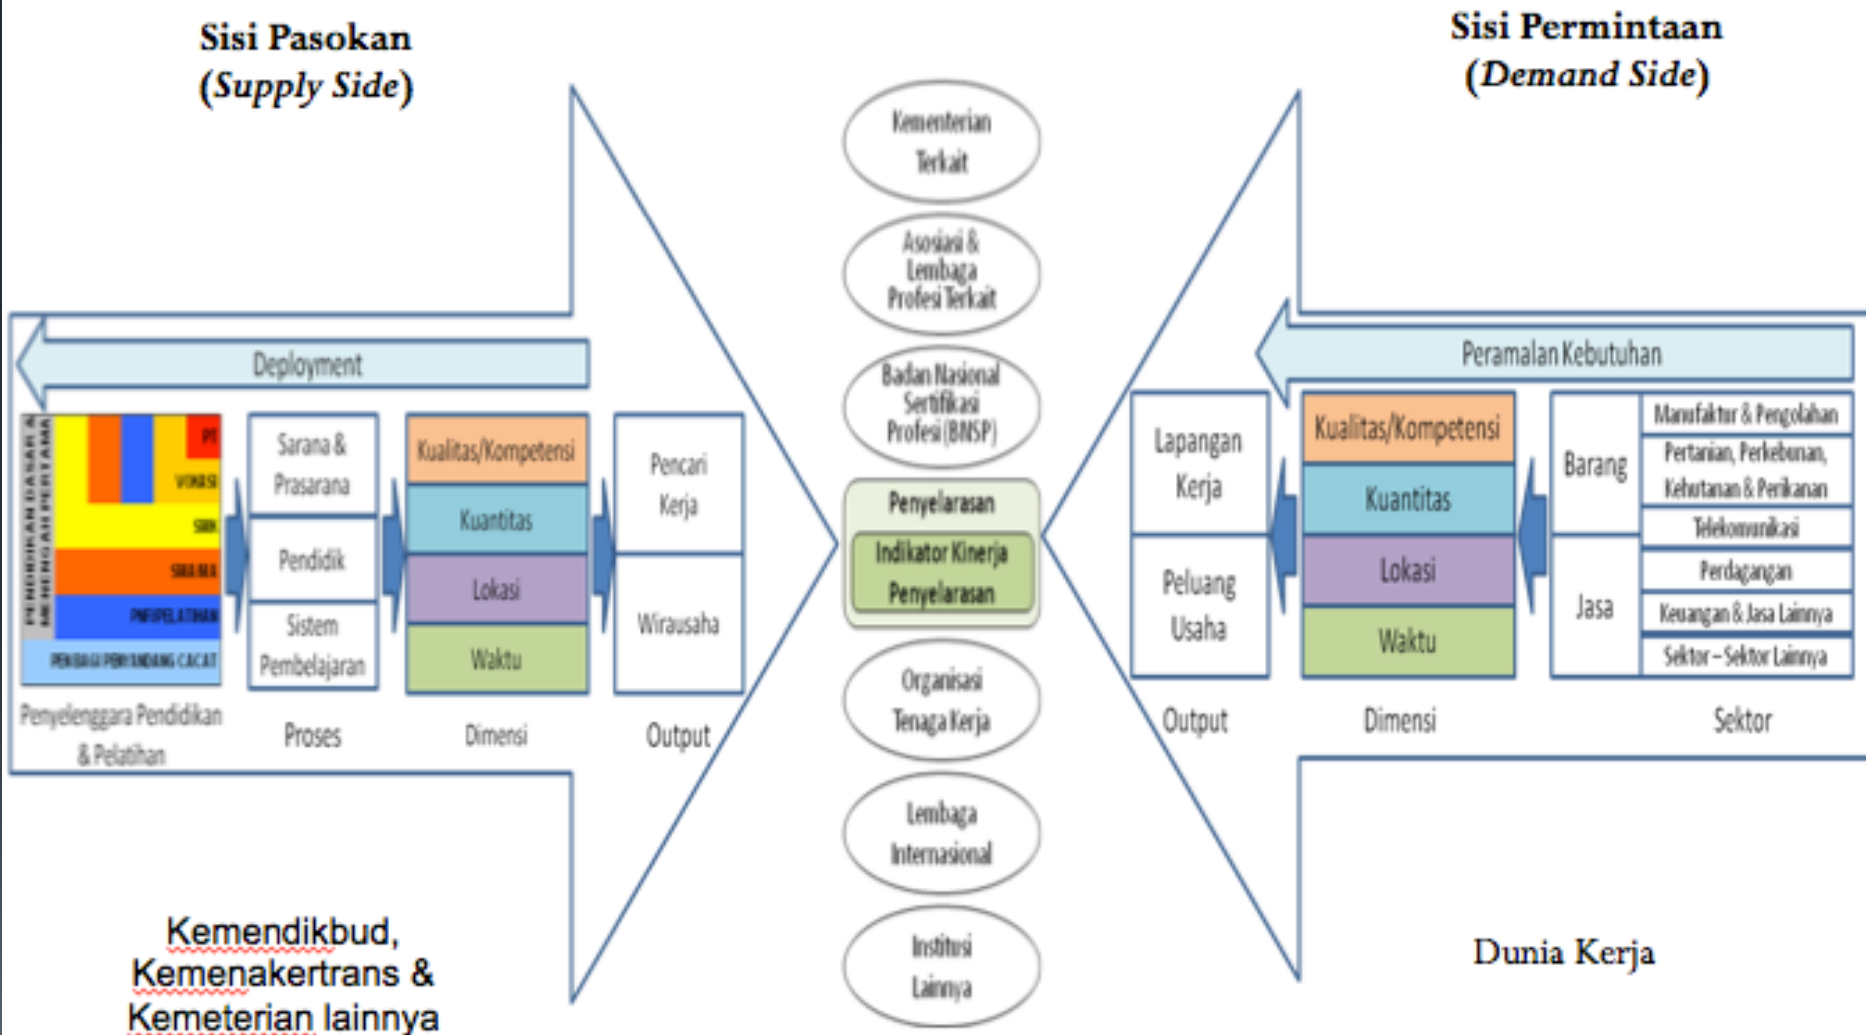 Sisi Pasokan
(Supply Side)
Deployment
PENDIDIKAN DASAR &
MENENGAH PERTAMA
PT
VOKASI
SMK
SMA/MA
PNF/PELATIHAN
PENYANDANG CACAT
Penyelenggara Pendidikan
& Pelatihan
Sarana &
Prasarana
Pendidik
Sistem
Pembelajaran
Proses
Kualitas/Kompetensi
Kuantitas
Lokasi
Waktu
Dimensi
Pencari
Kerja
Wirausaha
Output
Kemendikbud,
Kemenakertrans &
Kemeterian lainnya
Kementerian
Terkait
Asosiasi &
Lembaga
Profesi Terkait
Badan Nasional
Sertifikasi
Profesi (BNSP)
Penyelarasan
Indikator Kinerja
Penyelarasan
Organisasi
Tenaga Kerja
Lembaga
Internasional
Institusi
Lainnya
Sisi Permintaan
(Demand Side)
Peramalan Kebutuhan
Lapangan
Kerja
Peluang
Usaha
Output
Kualitas/Kompetensi
Kuantitas
Lokasi
Waktu
Dimensi
Barang
Jasa
Manufaktur & Pengolahan
Pertanian, Perkebunan,
Kehutanan & Perikanan
Telekomunikasi
Perdagangan
Keuangan & Jasa Lainnya
Sektor – Sektor Lainnya
Sektor
Dunia Kerja